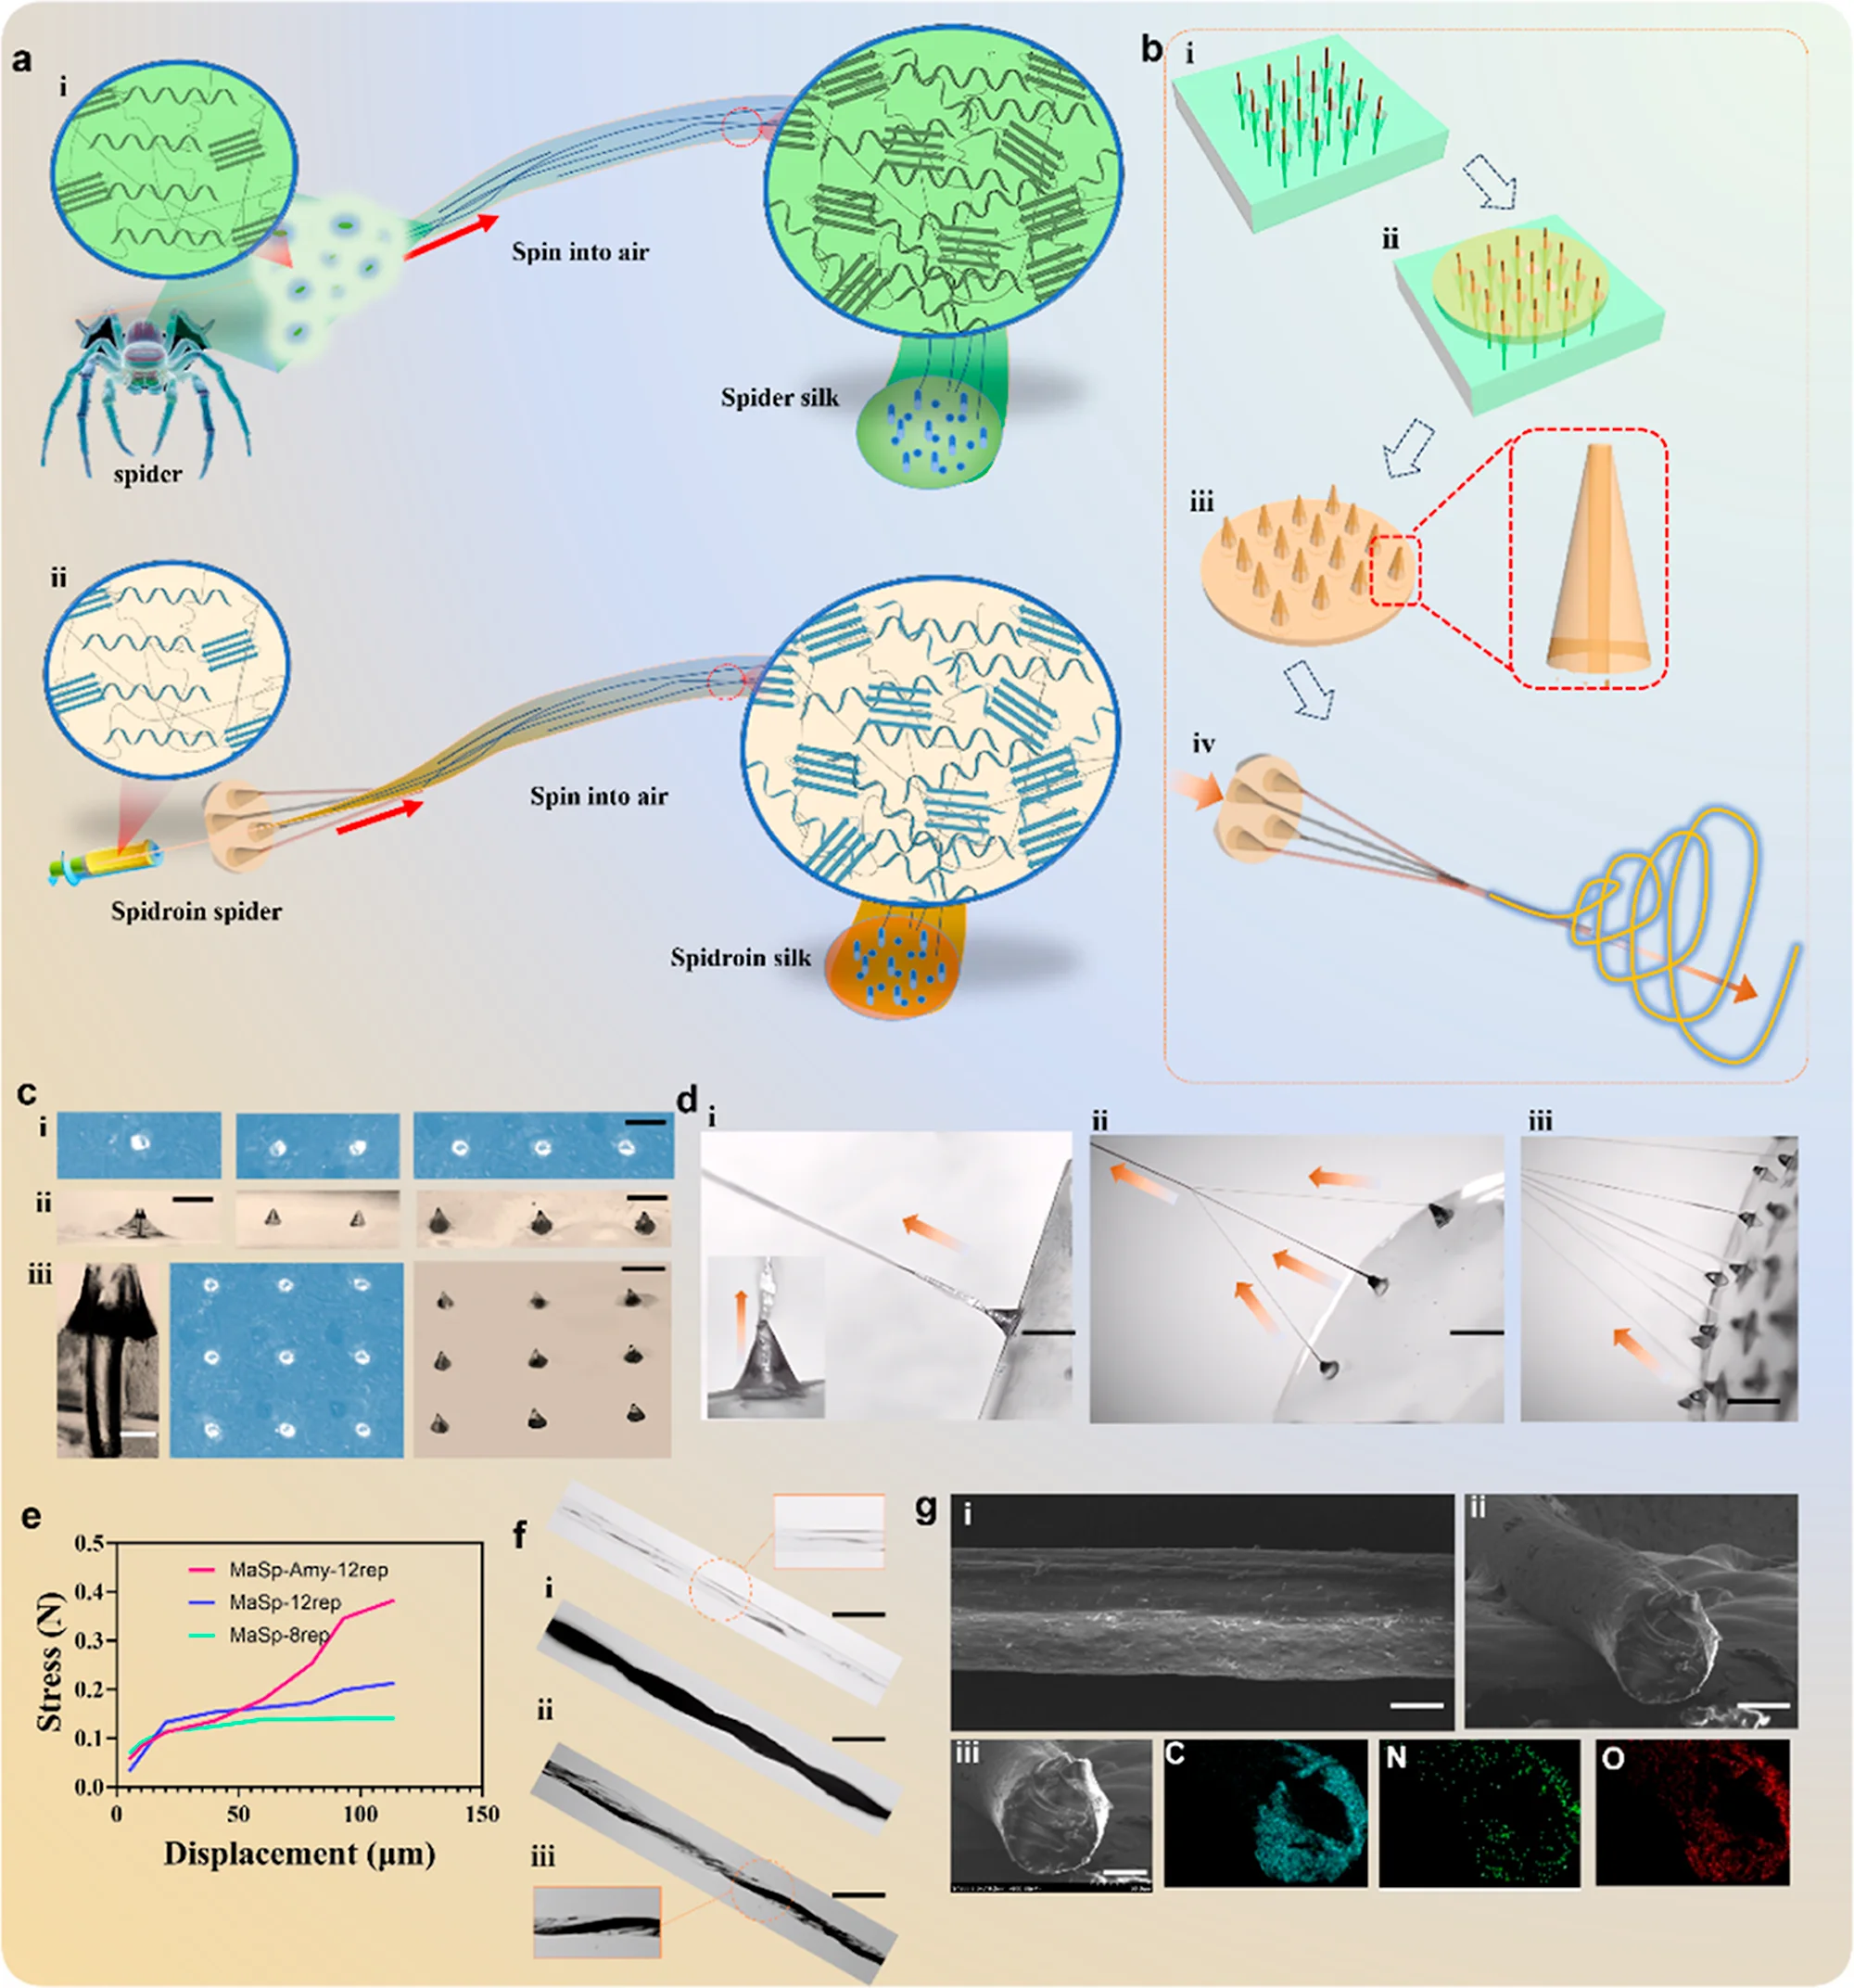 a
i
Spin into air
Spider silk
spider
ii
Spin into air
Spidroin spider
Spidroin silk
b
i
ii
iii
iv
c
i
ii
iii
d
i
ii
iii
e
0.5
0.4
0.3
0.2
0.1
0.0
0
50
100
150
MaSp-Amy-12rep
MaSp-12rep
MaSp-8rep
Stress (N)
Displacement (μm)
f
i
ii
iii
g
i
ii
iii
C
N
O